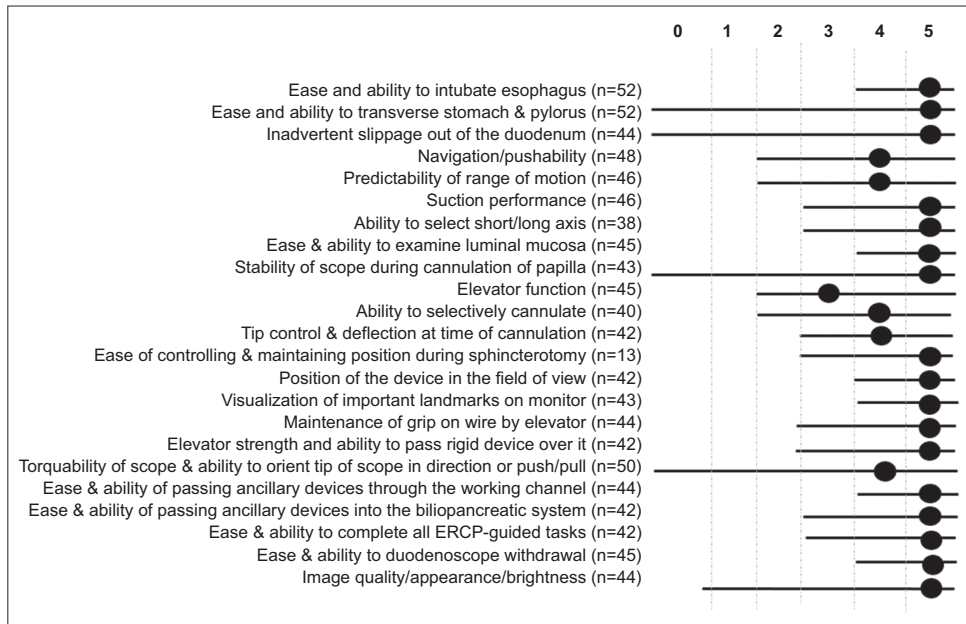 0 1 2 3 4 5
Ease and ability to intubate esophagus (n=52)
Ease and ability to transverse stomach & pylorus (n=52)
Inadvertent slippage out of the duodenum (n=44)
Navigation/pushability (n=48)
Predictability of range of motion (n=46)
Suction performance (n=46)
Ability to select short/long axis (n=38)
Ease & ability to examine luminal mucosa (n=45)
Stability of scope during cannulation of papilla (n=43)
Elevator function (n=45)
Ability to selectively cannulate (n=40)
Tip control & deflection at time of cannulation (n=42)
Ease of controlling & maintaining position during sphincterotomy (n=13)
Position of the device in the field of view (n=42)
Visualization of important landmarks on monitor (n=43)
Maintenance of grip on wire by elevator (n=44)
Elevator strength and ability to pass rigid device over it (n=42)
Torquability of scope & ability to orient tip of scope in direction or push/pull (n=50)
Ease & ability of passing ancillary devices through the working channel (n=44)
Ease & ability of passing ancillary devices into the biliopancreatic system (n=42)
Ease & ability to complete all ERCP-guided tasks (n=42)
Ease & ability to duodenoscope withdrawal (n=45)
Image quality/appearance/brightness (n=44)